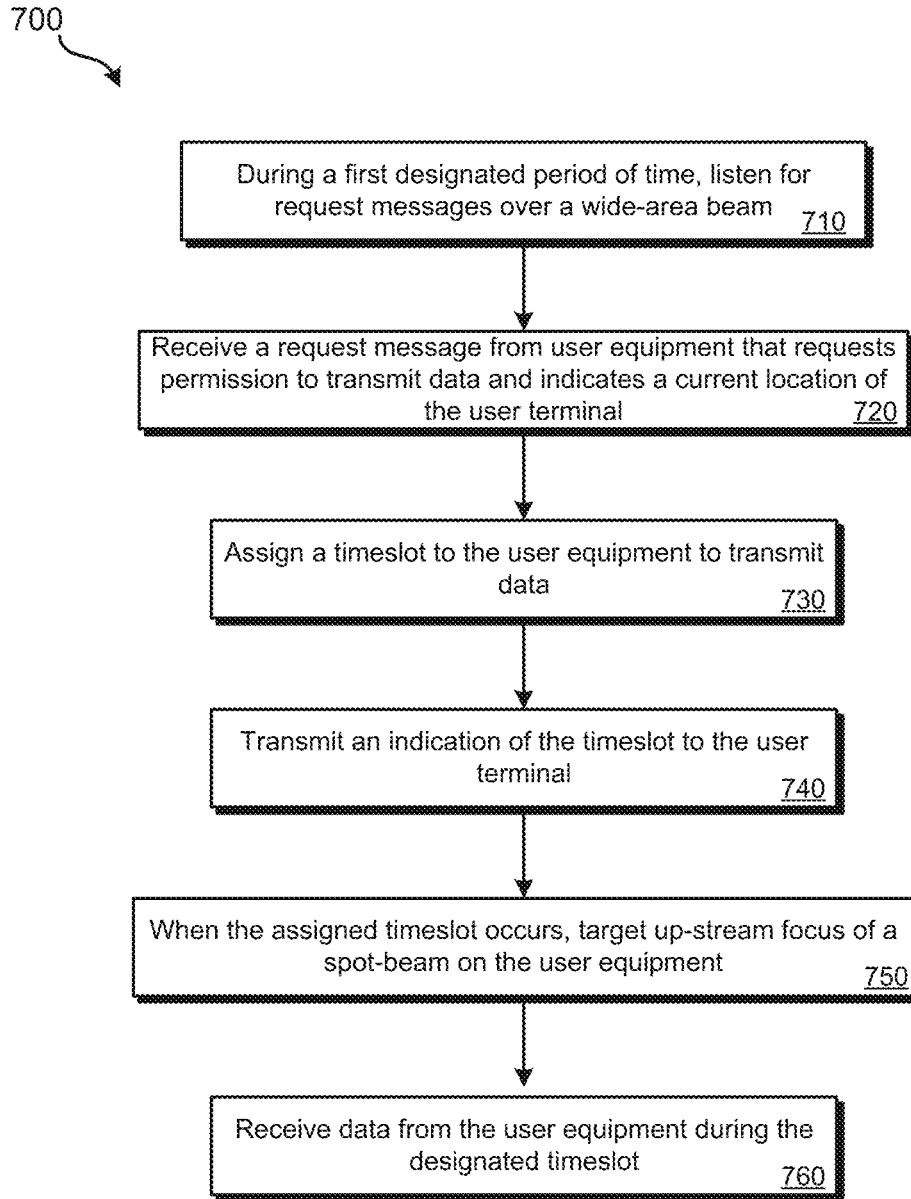 700
During a first designated period of time, listen for
request messages over a wide-area beam
710
Receive a request message from user equipment that requests
permission to transmit data and indicates a current location of
the user terminal
720
Assign a timeslot to the user equipment to transmit
data
730
Transmit an indication of the timeslot to the user
terminal
740
When the assigned timeslot occurs, target up-stream focus of a
spot-beam on the user equipment
750
Receive data from the user equipment during the
designated timeslot
760